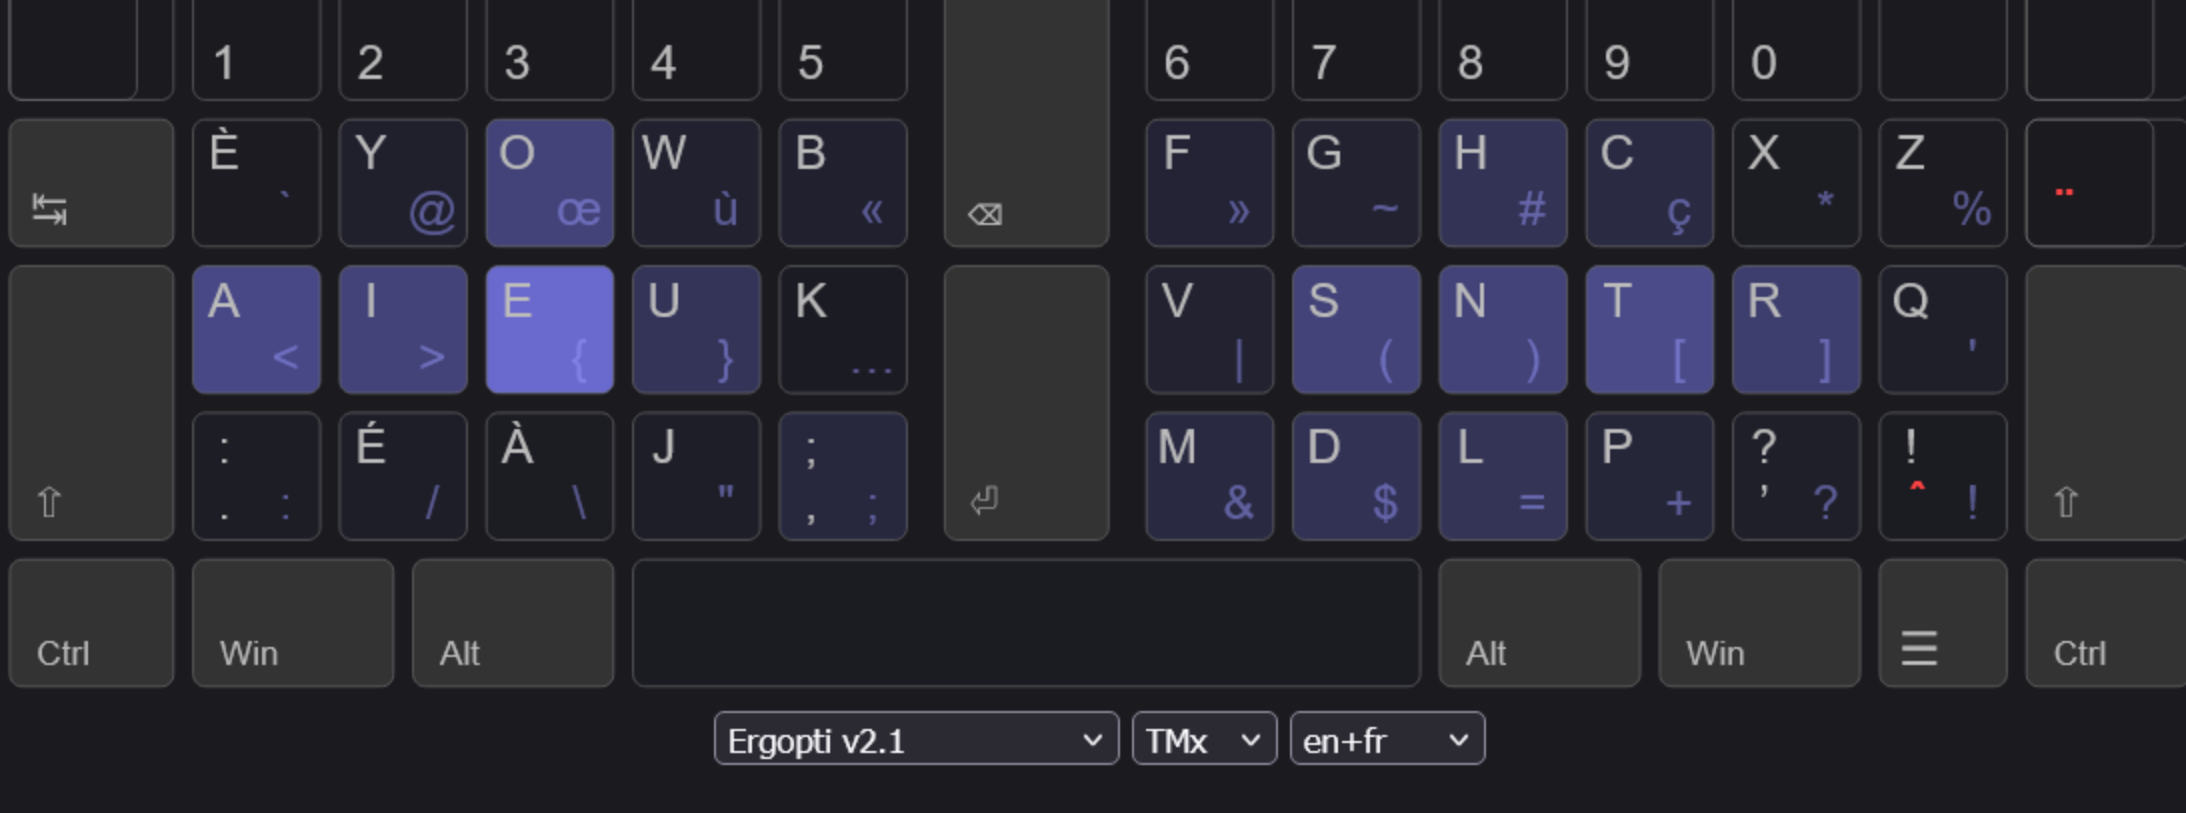 1 2 3 4 5 6 7 8 9 0
È ` Y @ O œ W ù B « F » G ~ H # C ç X * Z % ¨
A < I > E { U } K … V | S ( N ) T [ R ] Q '
: . : É / À \ J " ; , ; M & D $ L = P + ? ’ ? ! ^ !
Ctrl Win Alt Alt Win Ctrl
Ergopti v2.1 TMx en+fr